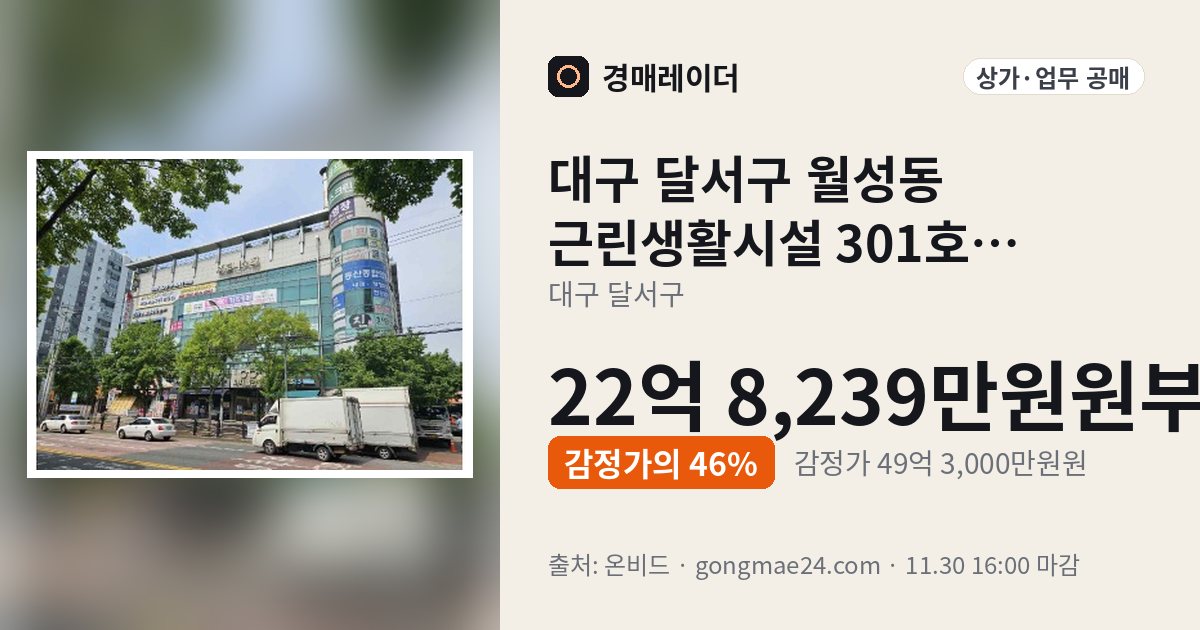 경매레이더
상가·업무 공매
대구 달서구 월성동
근린생활시설 301호…
대구 달서구
22억 8,239만원원부
감정가의 46%
감정가 49억 3,000만원원
출처: 온비드 · gongmae24.com · 11.30 16:00 마감